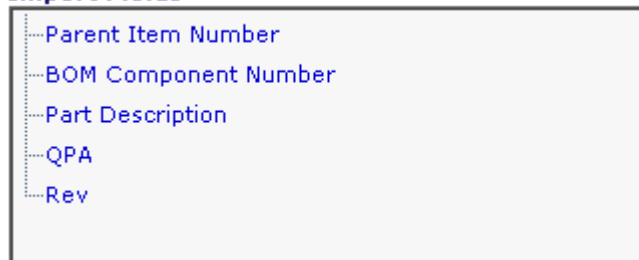 Parent Item Number
BOM Component Number
Part Description
QPA
Rev